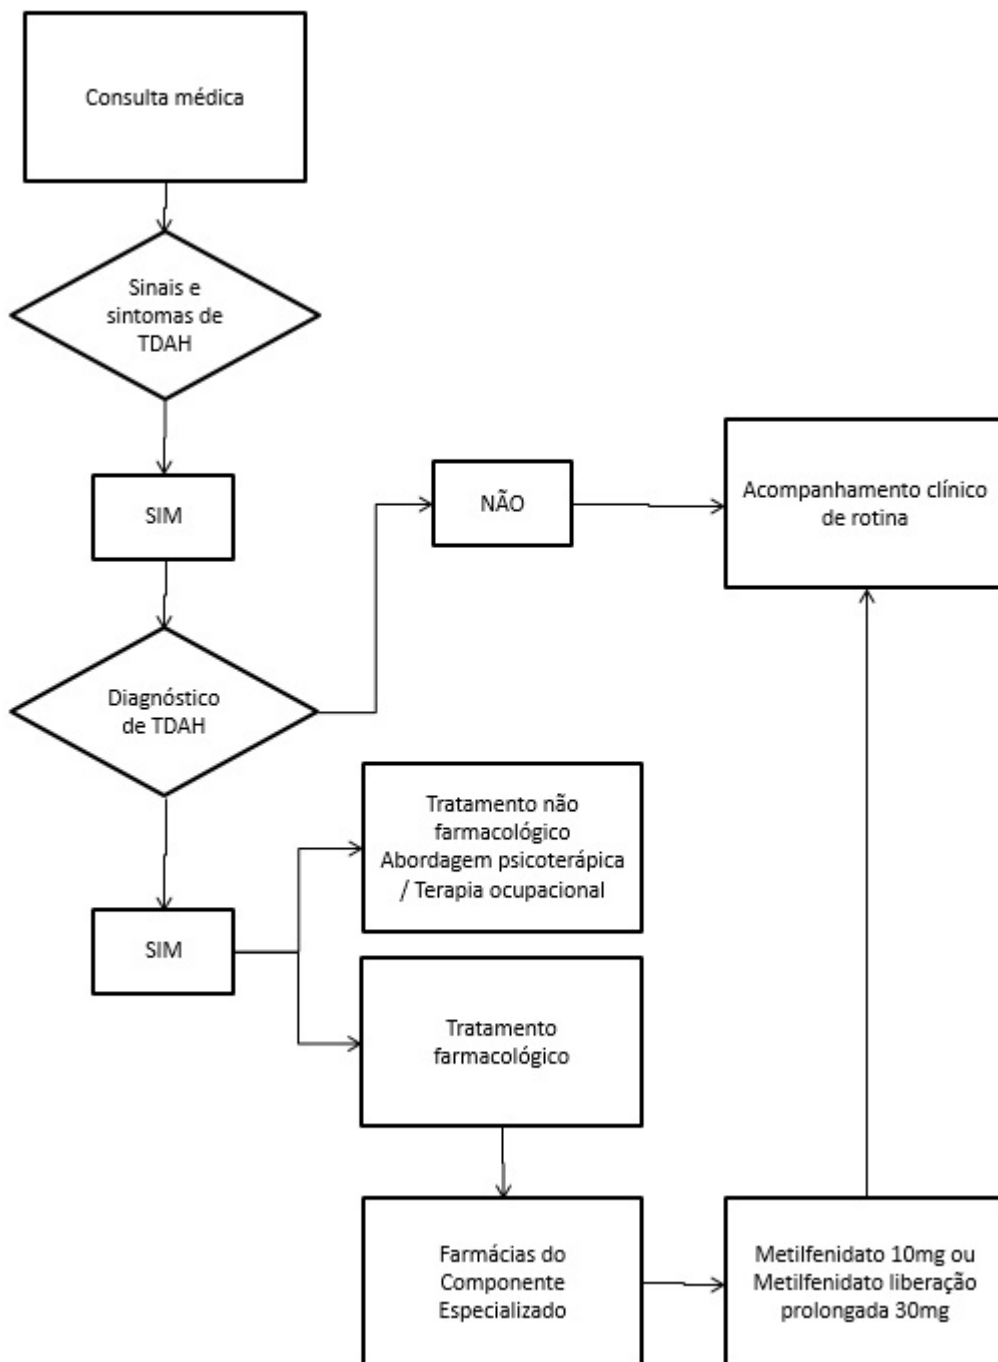 Consulta médica
Sinais e
sintomas de
TDAH
SIM
NÃO
Acompanhamento clínico
de rotina
Diagnóstico
de TDAH
Tratamento não
farmacológico
Abordagem psicoterápica
/ Terapia ocupacional
SIM
Tratamento
farmacológico
Farmácias do
Componente
Especializado
Metilfenidato 10mg ou
Metilfenidato liberação
prolongada 30mg